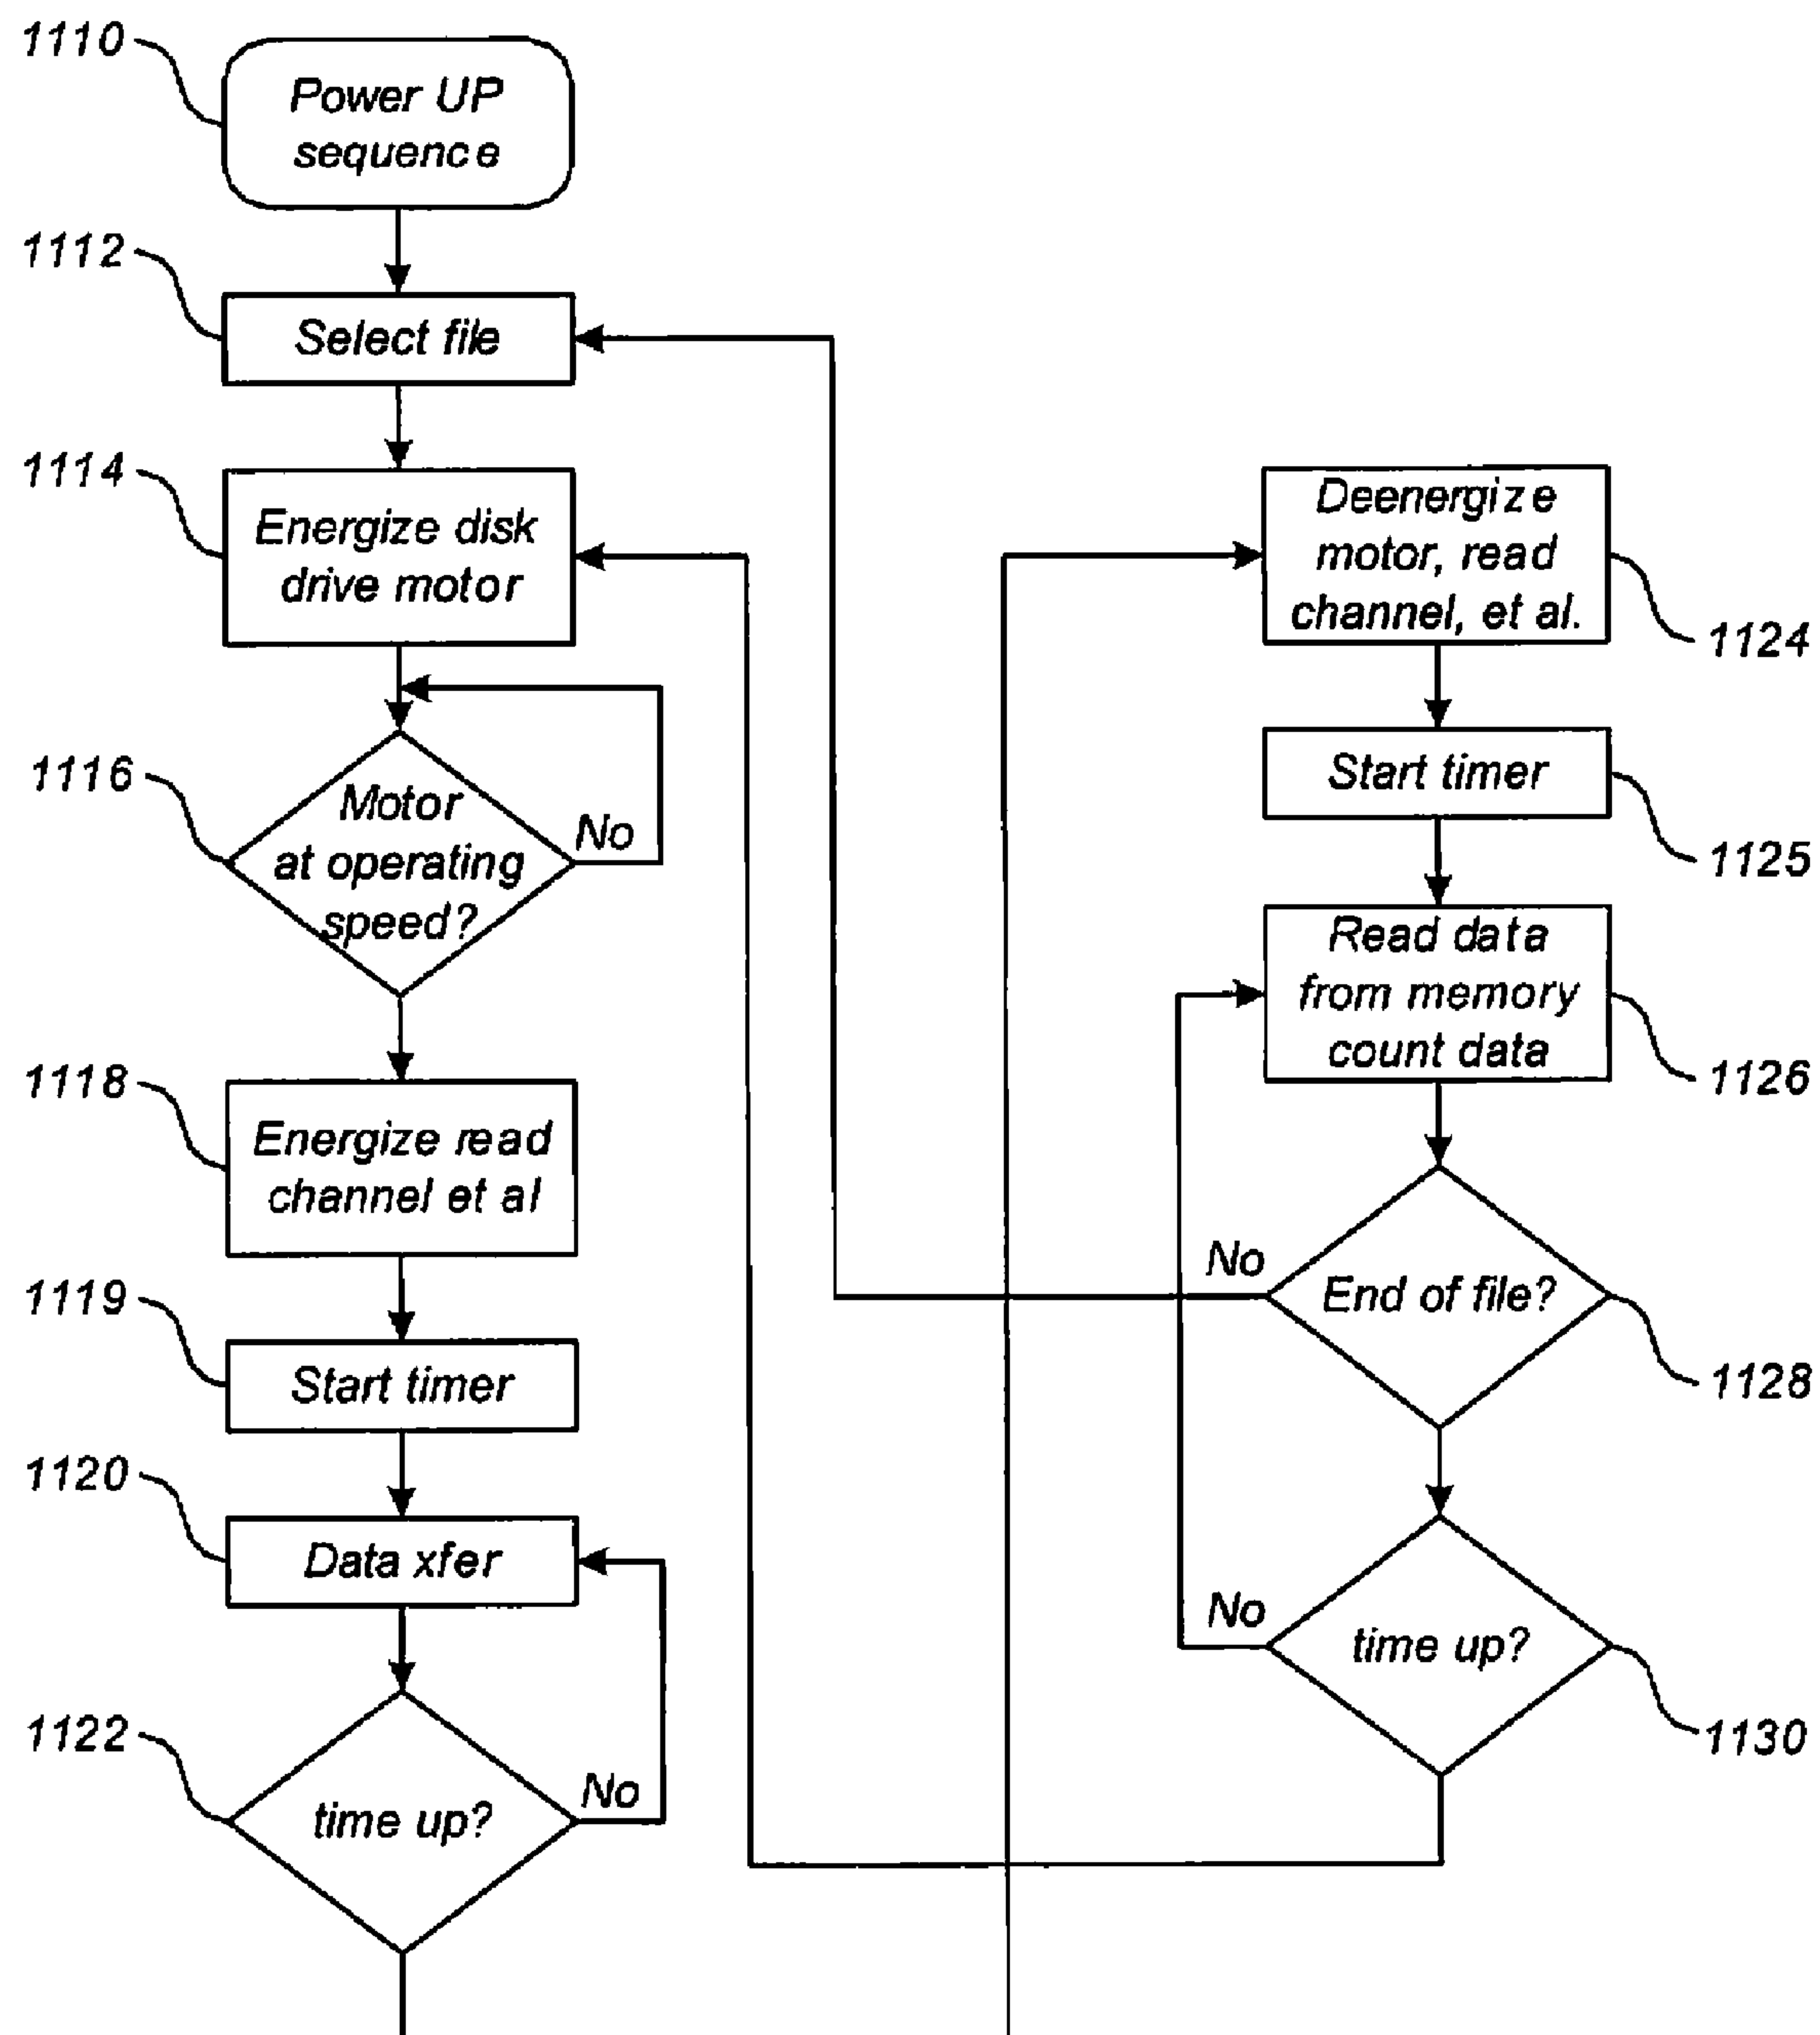 1110
Power UP
sequence
1112
Select file
1114
Energize disk
drive motor
1116
Motor
at operating
speed?
No
1118
Energize read
channel et al
1119
Start timer
1120
Data xfer
1122
time up?
No
Deenergize
motor, read
channel, et al.
1124
Start timer
1125
Read data
from memory
count data
1126
No
End of file?
1128
No
time up?
1130